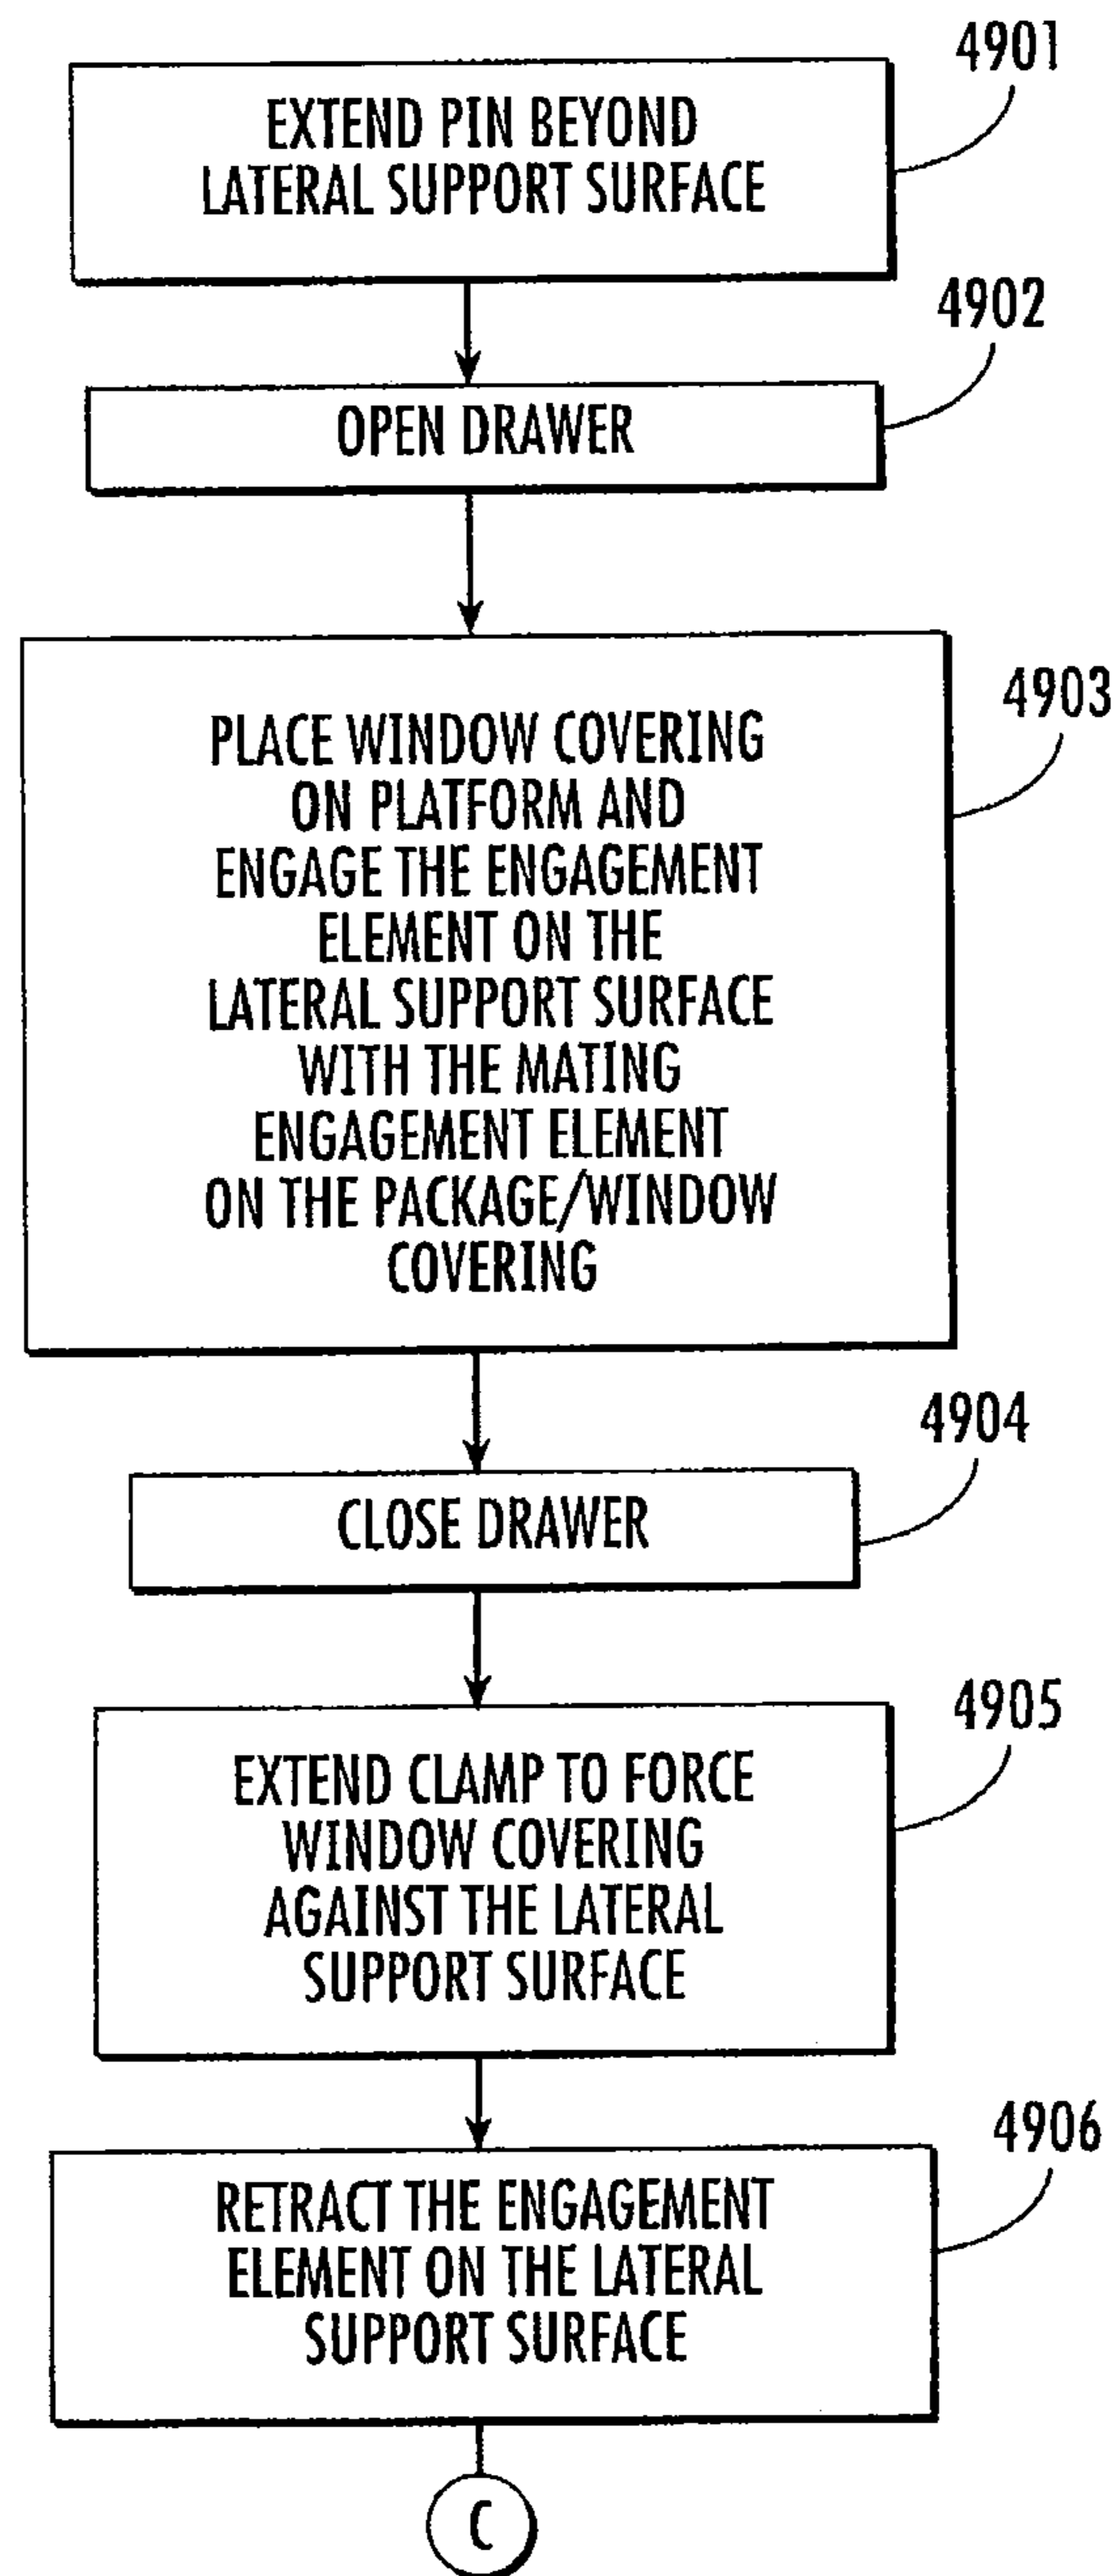 4901
EXTEND PIN BEYOND
LATERAL SUPPORT SURFACE
4902
OPEN DRAWER
4903
PLACE WINDOW COVERING
ON PLATFORM AND
ENGAGE THE ENGAGEMENT
ELEMENT ON THE
LATERAL SUPPORT SURFACE
WITH THE MATING
ENGAGEMENT ELEMENT
ON THE PACKAGE/WINDOW
COVERING
4904
CLOSE DRAWER
4905
EXTEND CLAMP TO FORCE
WINDOW COVERING
AGAINST THE LATERAL
SUPPORT SURFACE
4906
RETRACT THE ENGAGEMENT
ELEMENT ON THE LATERAL
SUPPORT SURFACE
C